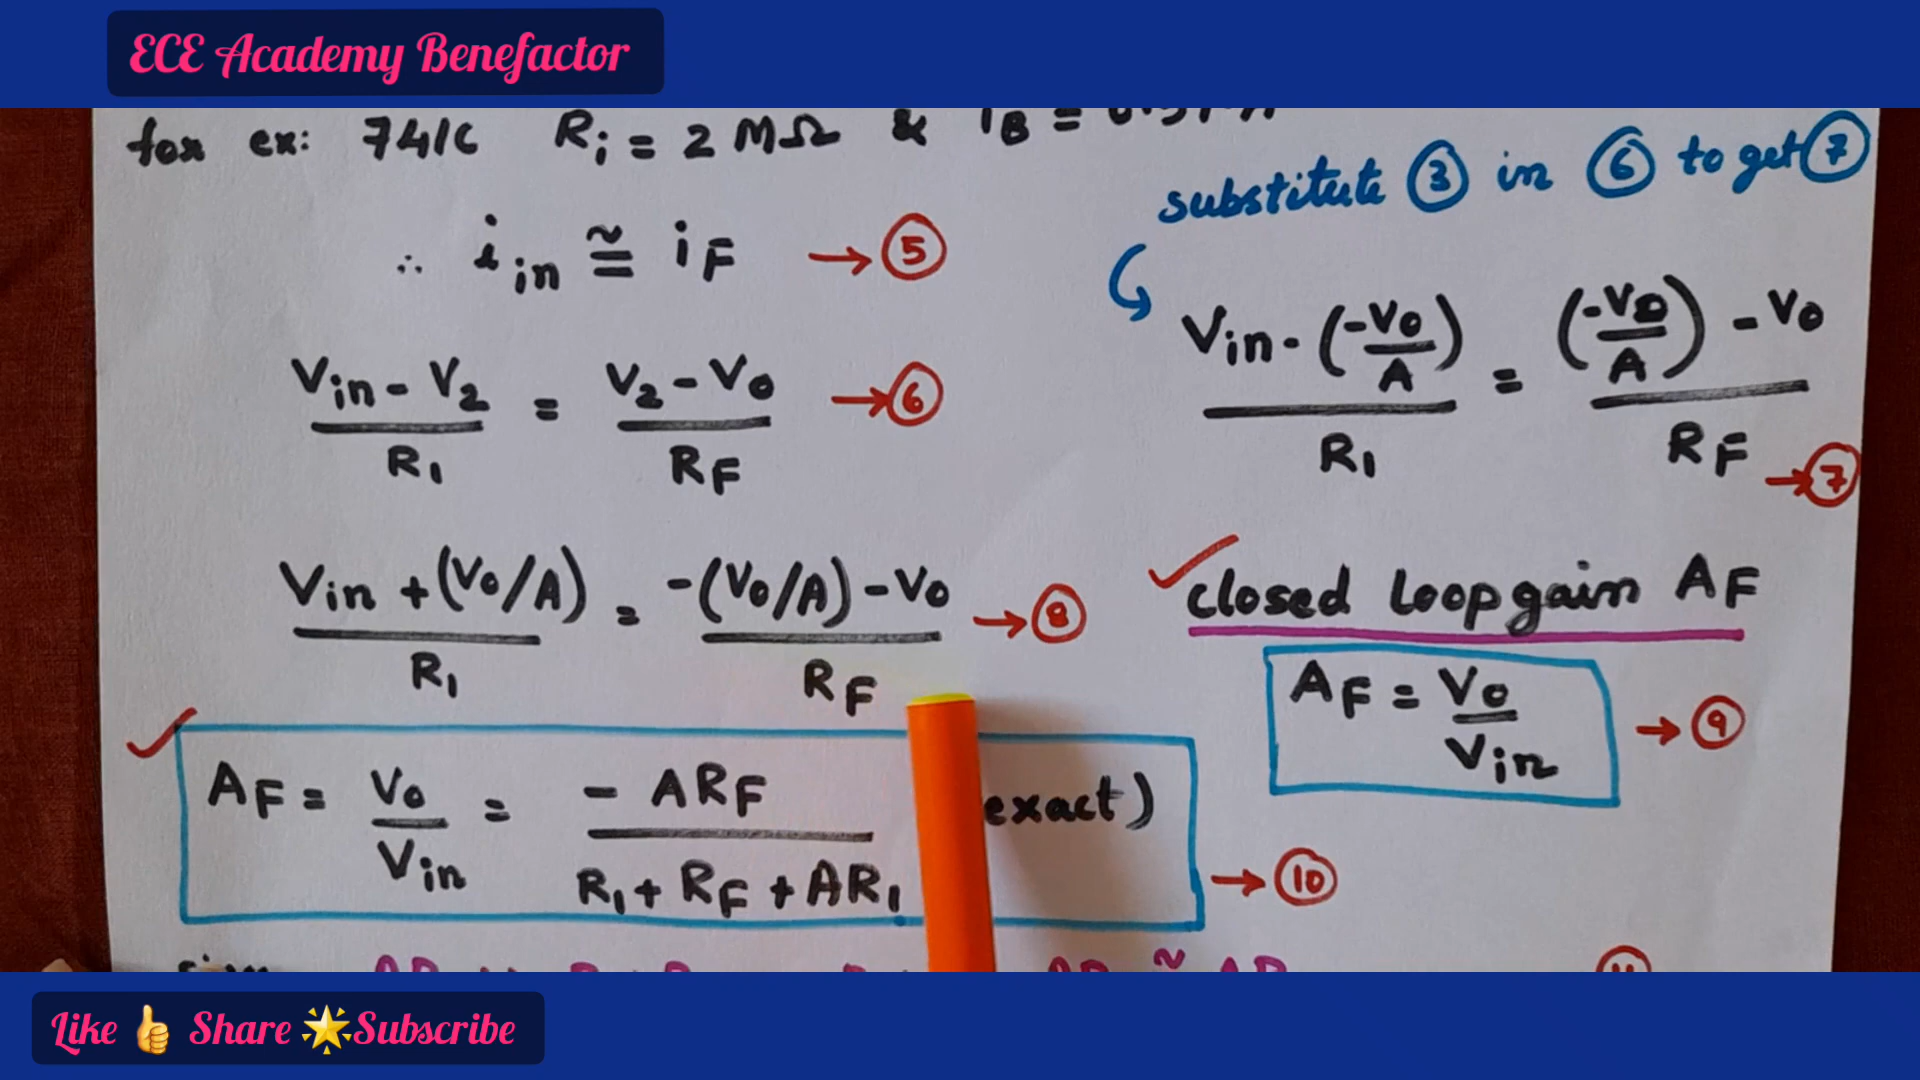 ECE Academy Benefactor
for ex: 741C Ri = 2 MΩ & IB =
substitute ③ in ⑥ to get ⑦
∴ iin ≅ iF → ⑤
Vin - V2 / R1 = V2 - Vo / RF → ⑥
Vin - (-Vo/A) / R1 = (-Vo/A) - Vo / RF → ⑦
Vin + (Vo/A) / R1 = -(Vo/A) - Vo / RF → ⑧
closed loop gain AF
AF = Vo / Vin → ⑨
AF = Vo / Vin = - ARF / R1 + RF + AR1 exact) → ⑩
Like 👍 Share 🌟Subscribe